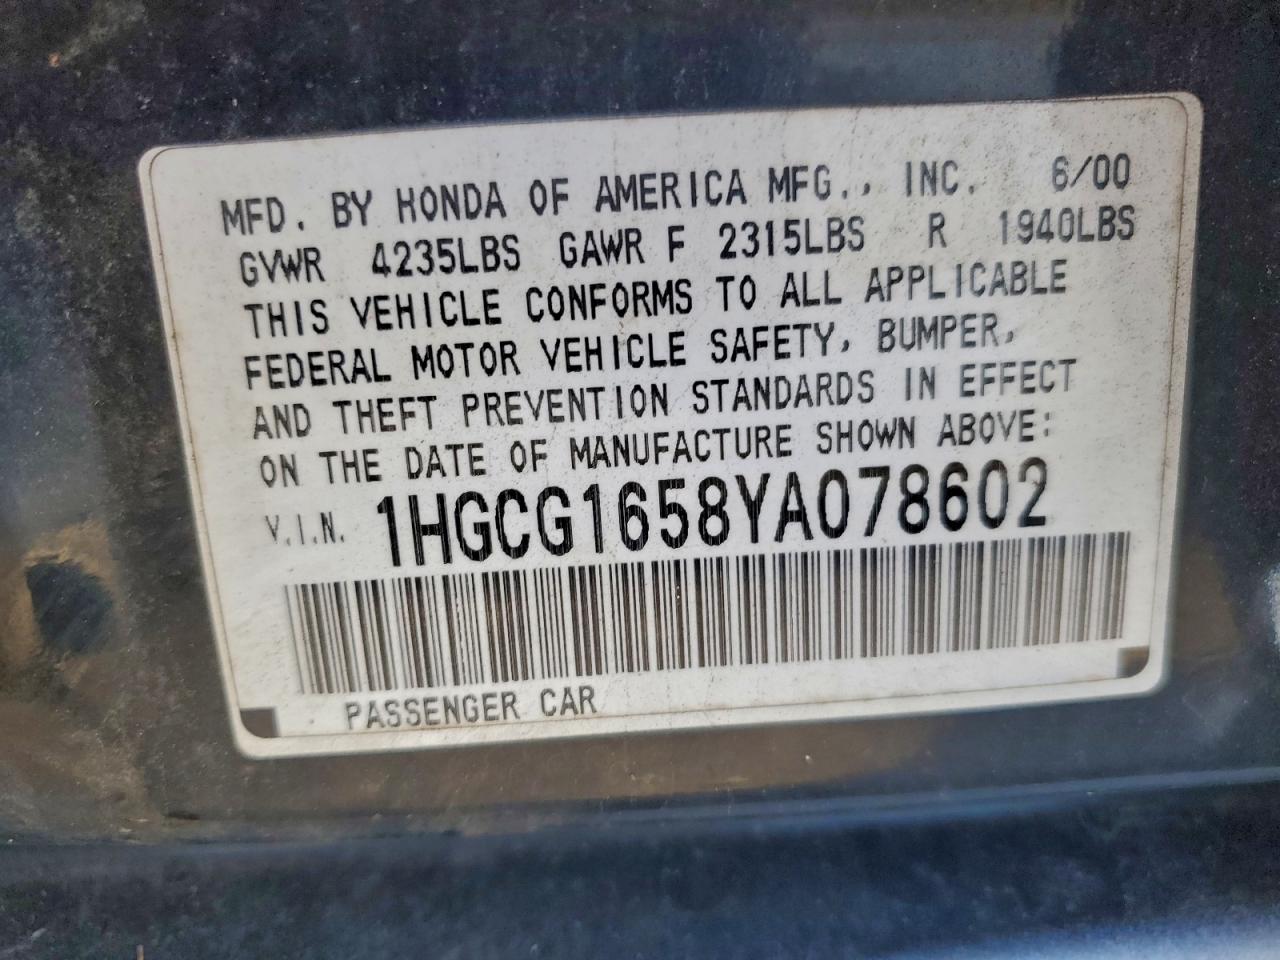 MFD. BY HONDA OF AMERICA MFG., INC. 6/00
GVWR 4235LBS GAWR F 2315LBS R 1940LBS
THIS VEHICLE CONFORMS TO ALL APPLICABLE
FEDERAL MOTOR VEHICLE SAFETY, BUMPER,
AND THEFT PREVENTION STANDARDS IN EFFECT
ON THE DATE OF MANUFACTURE SHOWN ABOVE:
V.I.N. 1HGCG1658YA078602
PASSENGER CAR